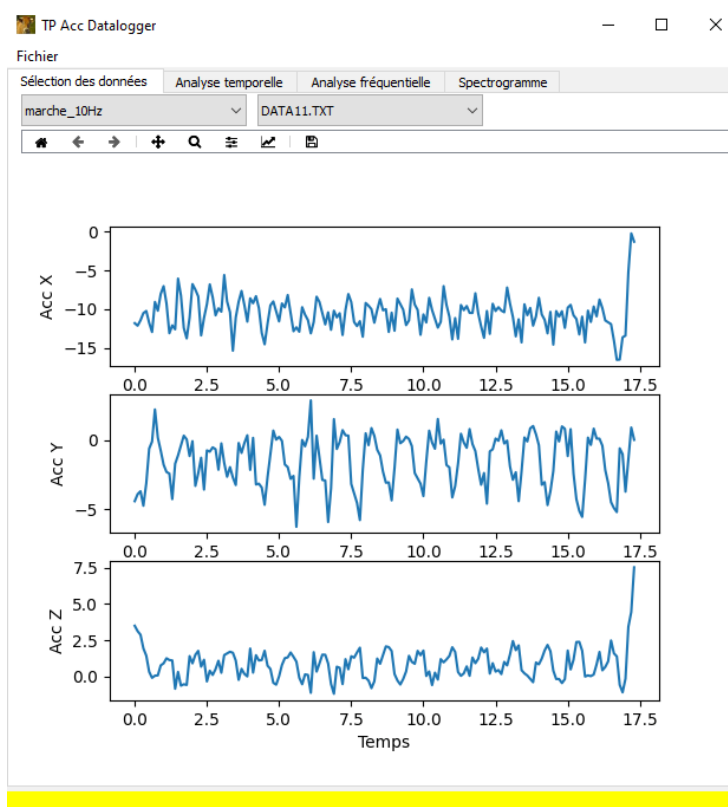 TP Acc Datalogger
Fichier
Sélection des données Analyse temporelle Analyse fréquentielle Spectrogramme
marche_10Hz DATA11.TXT
0
−5
−10
−15
Acc X
0.0 2.5 5.0 7.5 10.0 12.5 15.0 17.5
0
−5
Acc Y
0.0 2.5 5.0 7.5 10.0 12.5 15.0 17.5
7.5
5.0
2.5
0.0
Acc Z
0.0 2.5 5.0 7.5 10.0 12.5 15.0 17.5
Temps